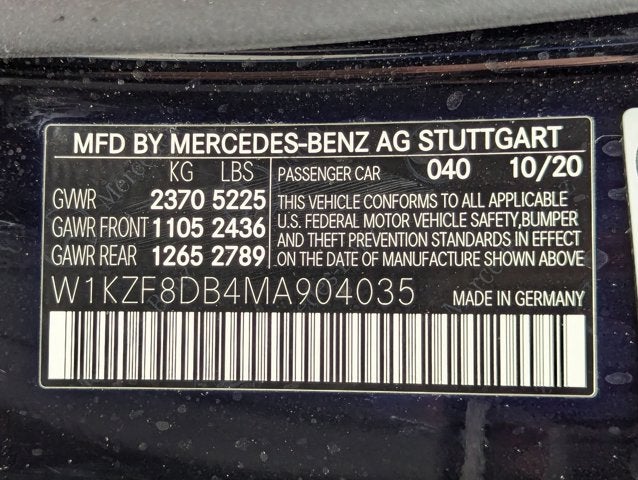 MFD BY MERCEDES-BENZ AG STUTTGART
KG LBS
GVWR 2370 5225
GAWR FRONT 1105 2436
GAWR REAR 1265 2789
PASSENGER CAR 040 10/20
THIS VEHICLE CONFORMS TO ALL APPLICABLE
U.S. FEDERAL MOTOR VEHICLE SAFETY,BUMPER
AND THEFT PREVENTION STANDARDS IN EFFECT
ON THE DATE OF MANUFACTURE SHOWN ABOVE.
W1KZF8DB4MA904035 MADE IN GERMANY